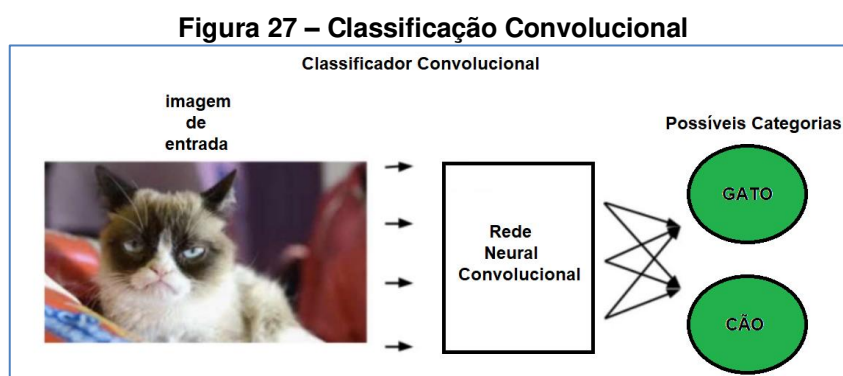 Figura 27 – Classificação Convolucional
Classificador Convolucional
imagem
de
entrada
Possíveis Categorias
GATO
Rede
Neural
Convolucional
CÃO